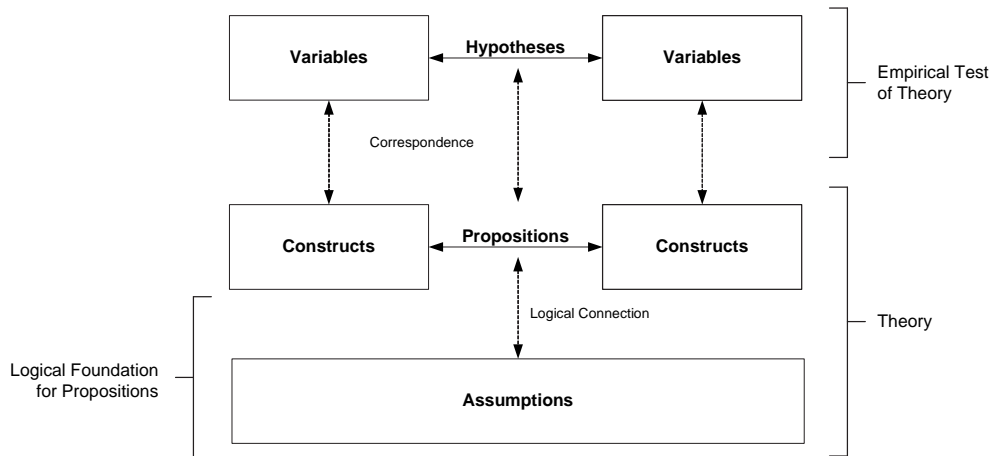 Variables
Hypotheses
Variables
Empirical Test
of Theory
Correspondence
Constructs
Propositions
Constructs
Logical Connection
Theory
Logical Foundation
for Propositions
Assumptions